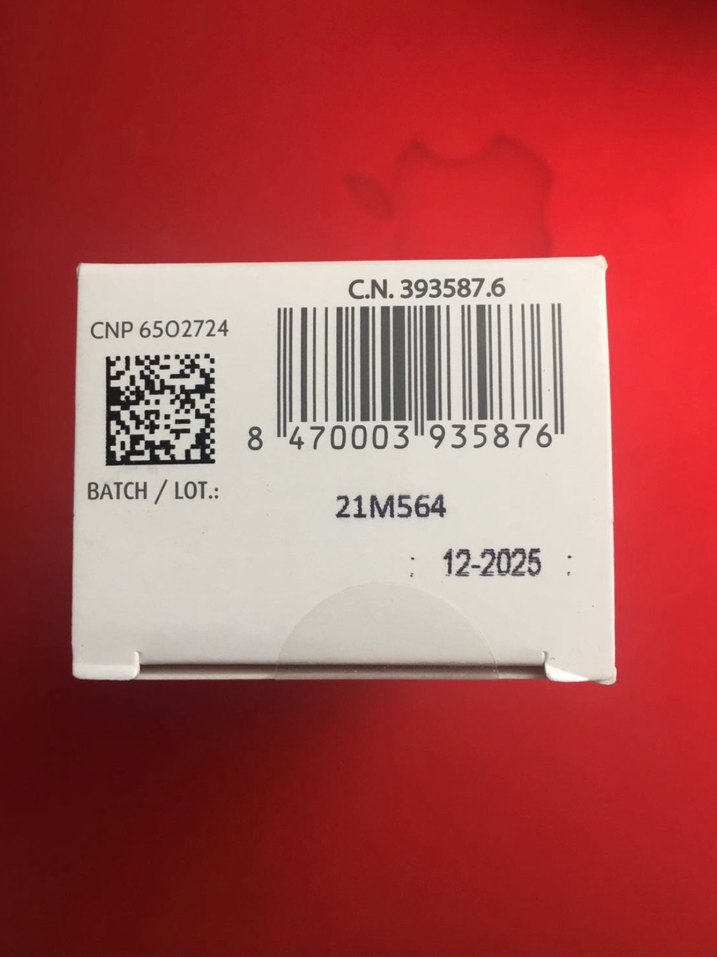 C.N. 393587.6
CNP 6502724
8 470003 935876
BATCH / LOT.:
21M564
: 12-2025 :